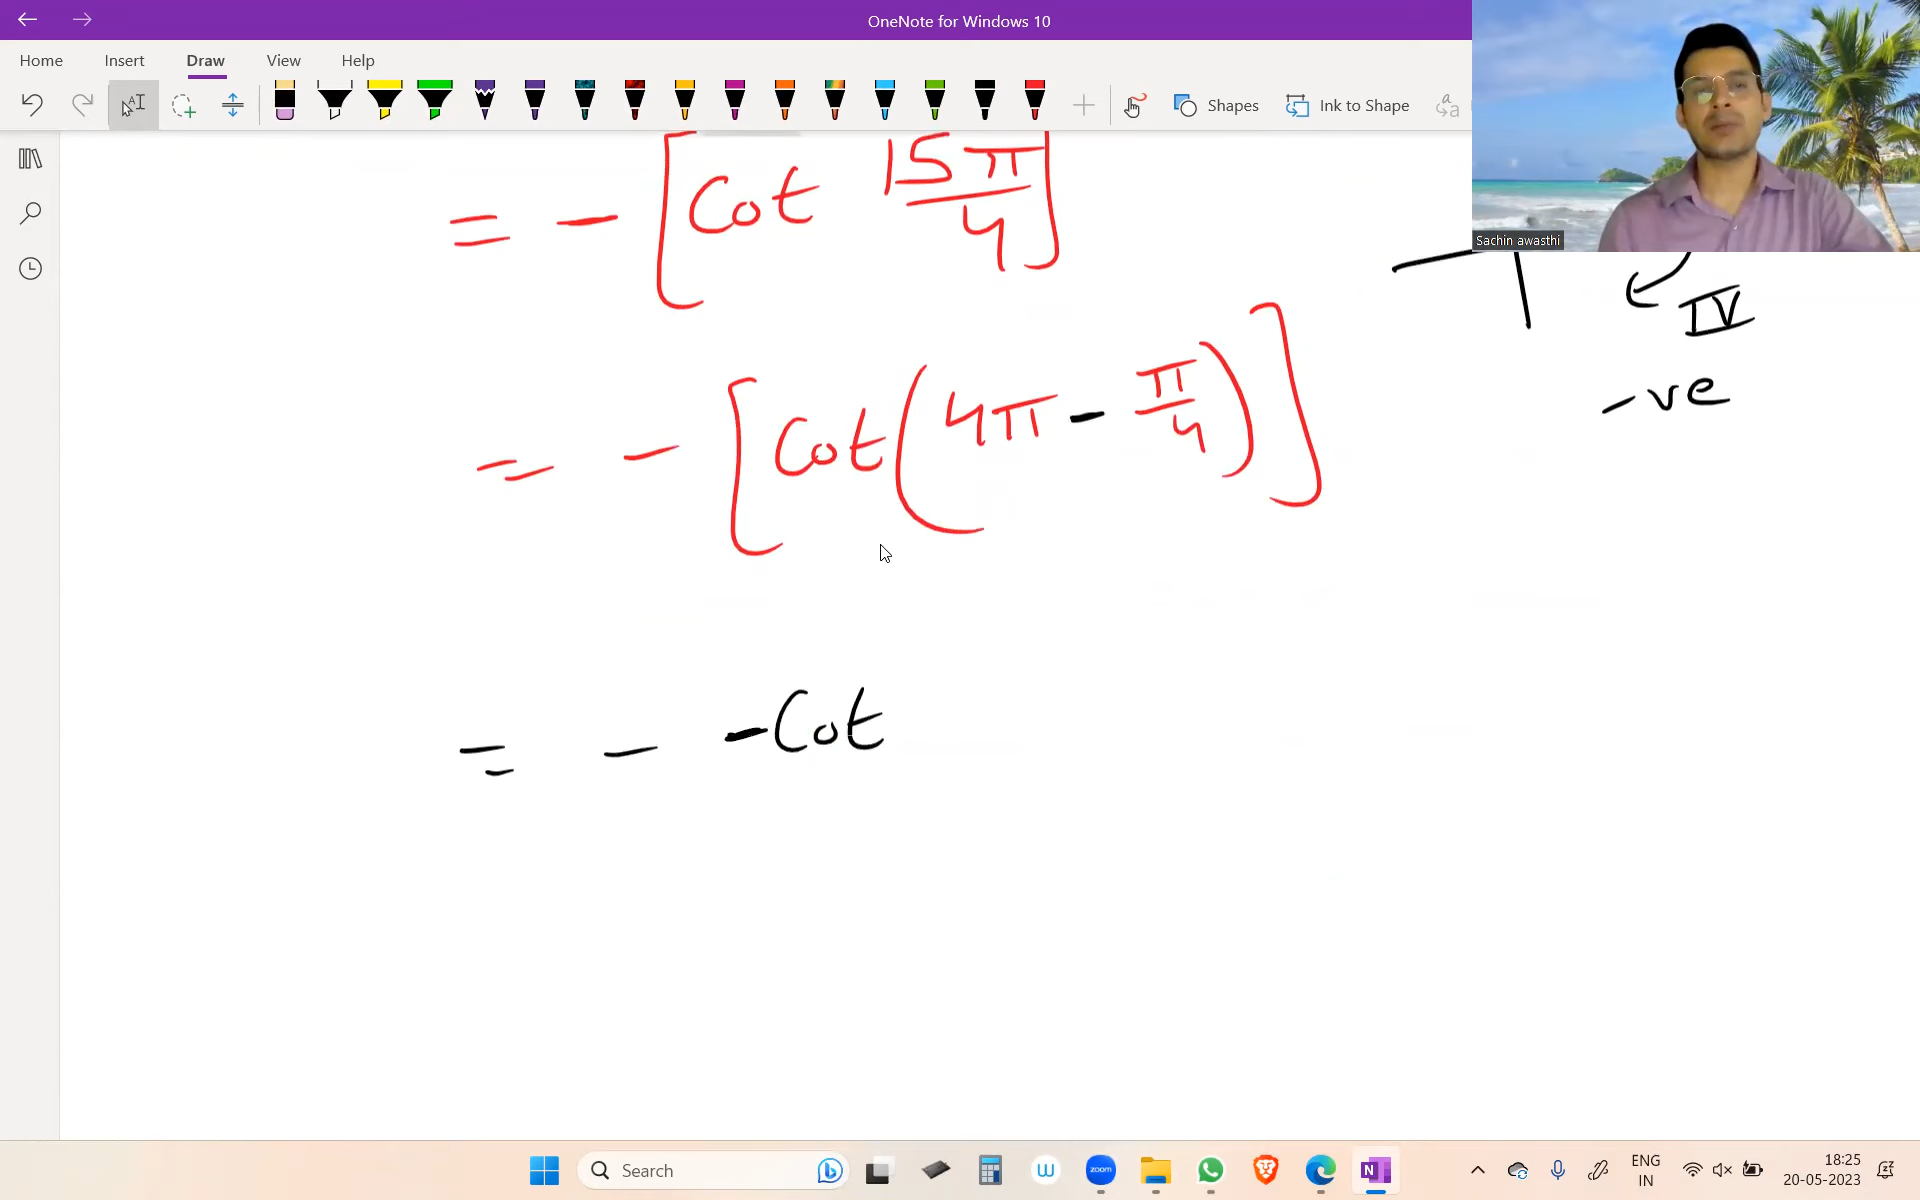 OneNote for Windows 10
Home Insert Draw View Help
Shapes Ink to Shape
Sachin awasthi
= - [Cot 15π/4]
IV
-ve
= - [Cot(4π - π/4)]
= - -Cot
Search
zoom
ENG
IN
18:25
20-05-2023